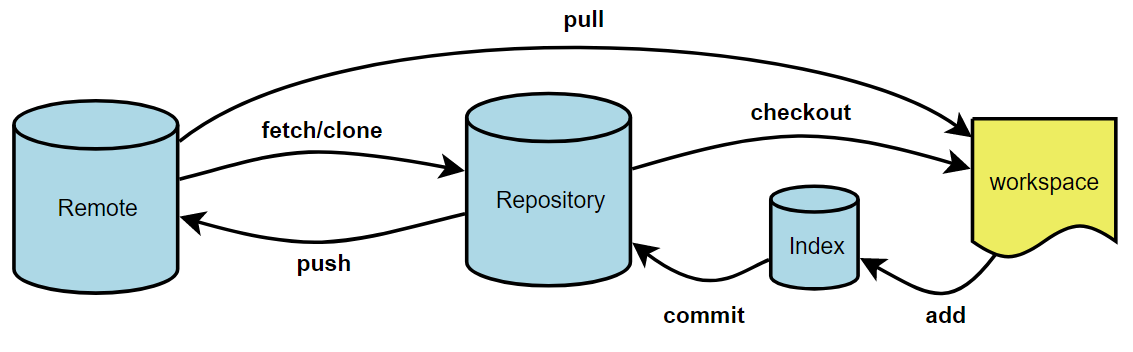 pull
fetch/clone
checkout
Remote
Repository
workspace
Index
push
commit
add